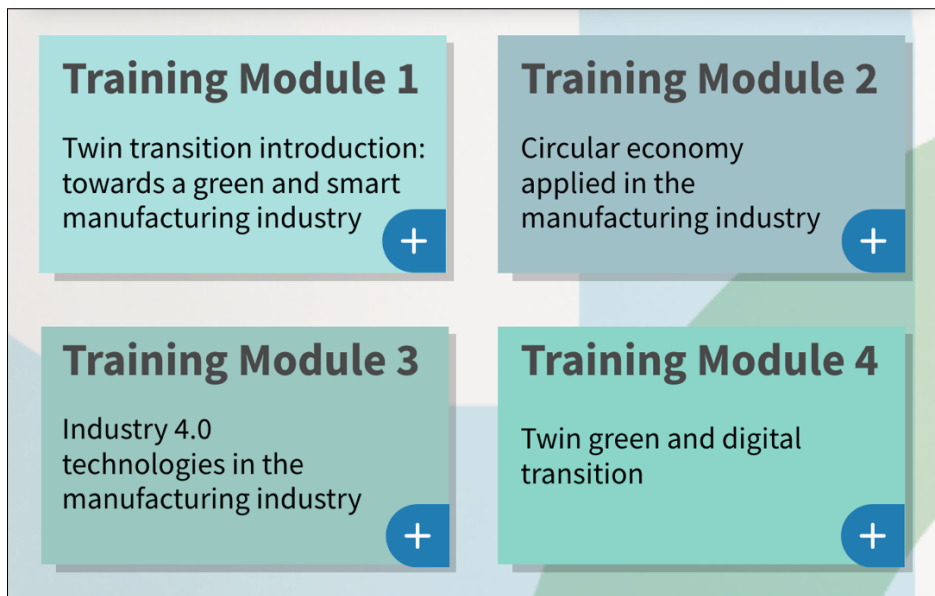 Training Module 1
Twin transition introduction:
towards a green and smart
manufacturing industry
Training Module 2
Circular economy
applied in the
manufacturing industry
Training Module 3
Industry 4.0
technologies in the
manufacturing industry
Training Module 4
Twin green and digital
transition